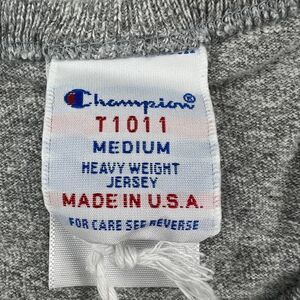 Champion®
T1011
MEDIUM
HEAVY WEIGHT
JERSEY
MADE IN U.S.A.
FOR CARE SEE REVERSE